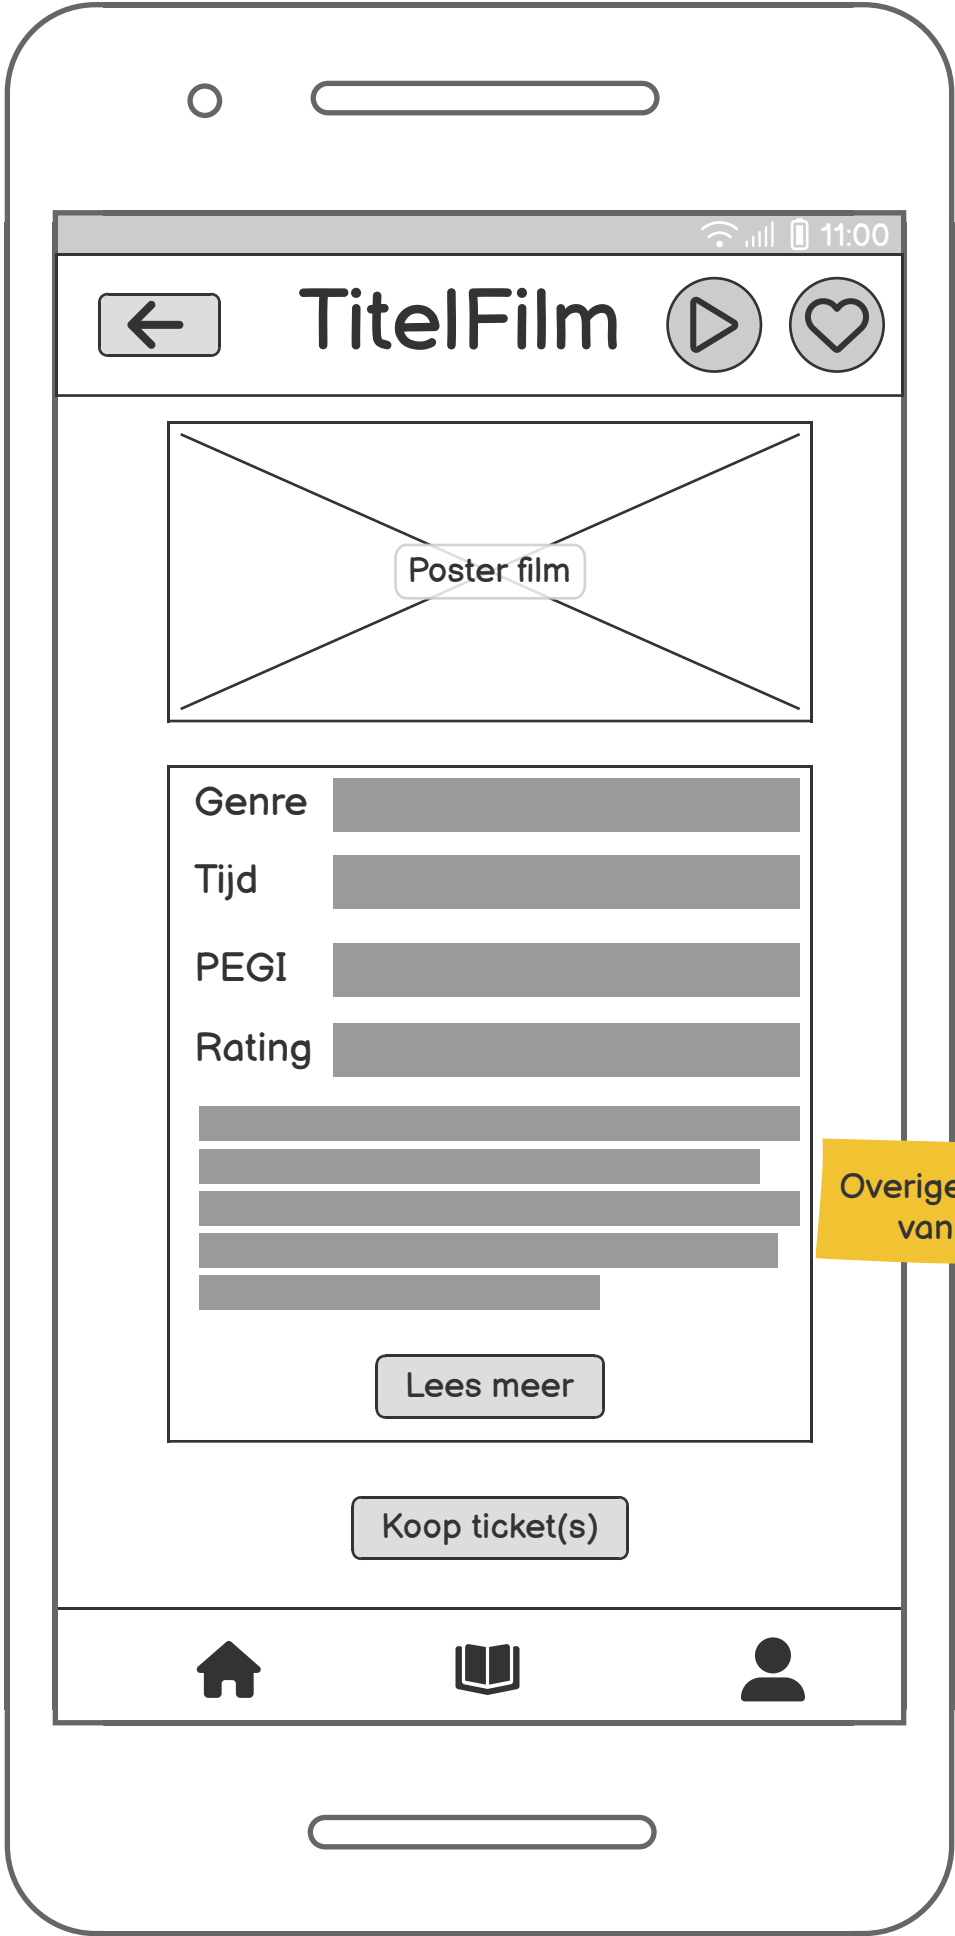 11:00
TitelFilm
Poster film
Genre
Tijd
PEGI
Rating
Overige
van
Lees meer
Koop ticket(s)